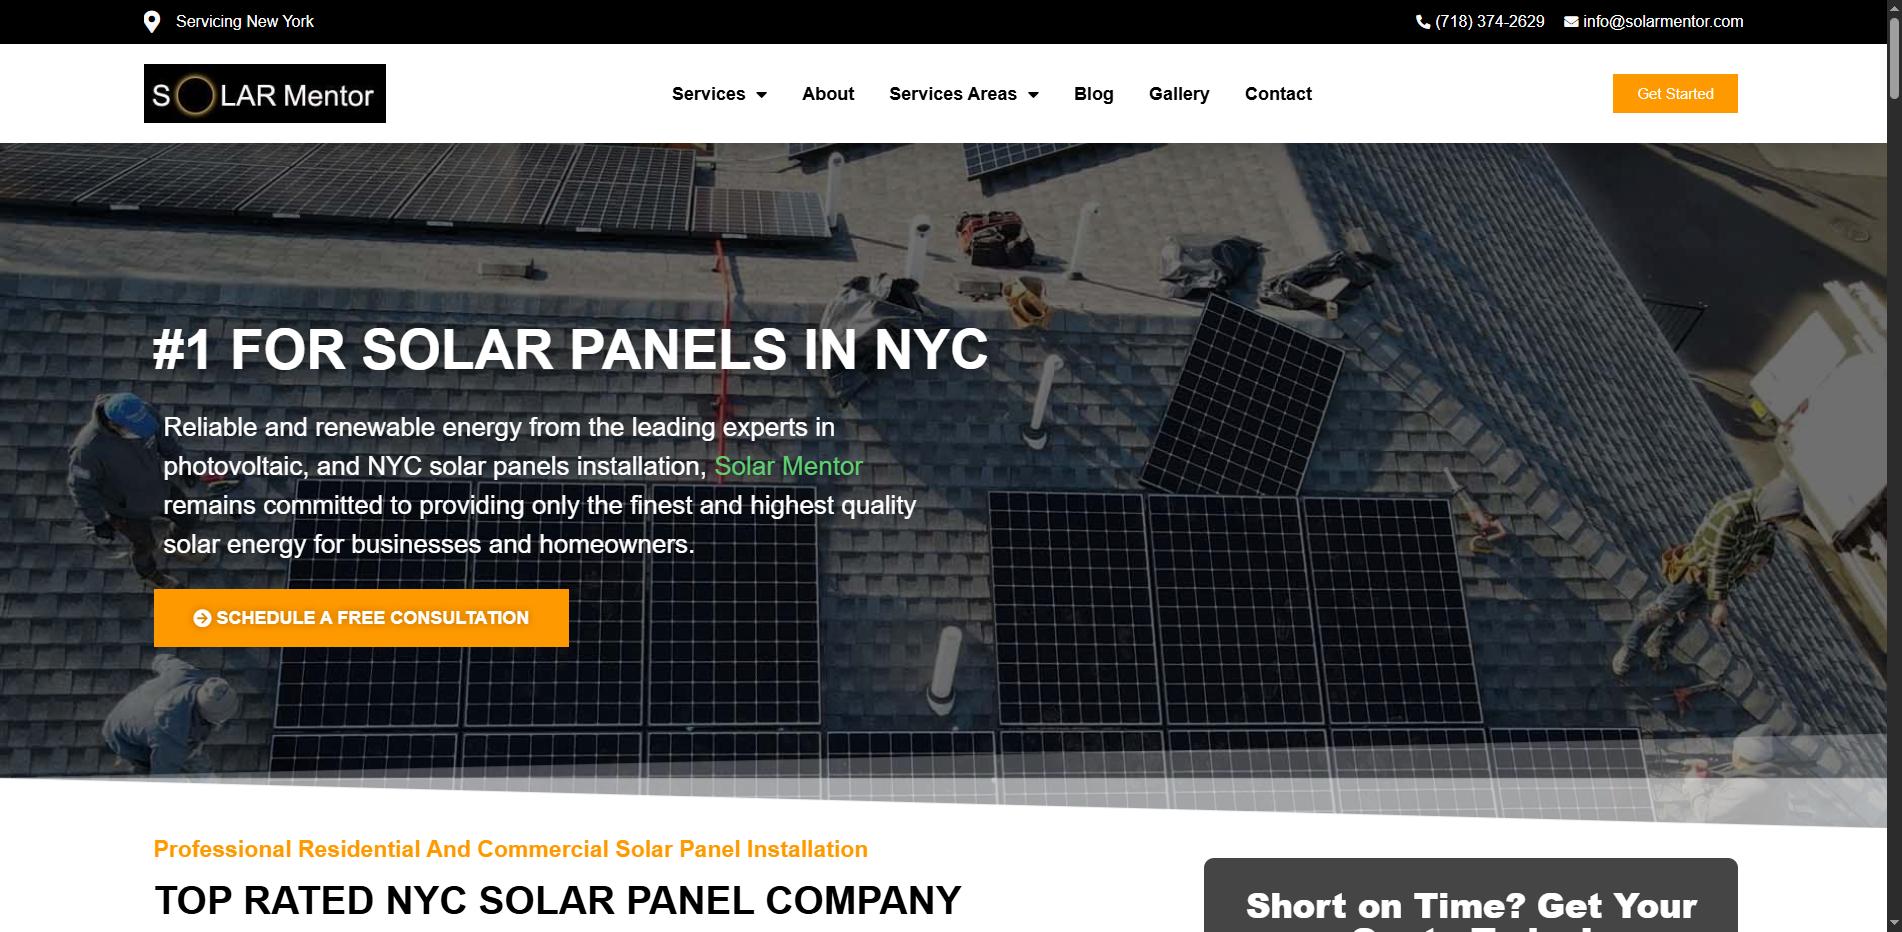 Servicing New York
(718) 374-2629 info@solarmentor.com
SOLAR Mentor
Services About Services Areas Blog Gallery Contact
Get Started
#1 FOR SOLAR PANELS IN NYC
Reliable and renewable energy from the leading experts in
photovoltaic, and NYC solar panels installation, Solar Mentor
remains committed to providing only the finest and highest quality
solar energy for businesses and homeowners.
SCHEDULE A FREE CONSULTATION
Professional Residential And Commercial Solar Panel Installation
TOP RATED NYC SOLAR PANEL COMPANY
Short on Time? Get Your